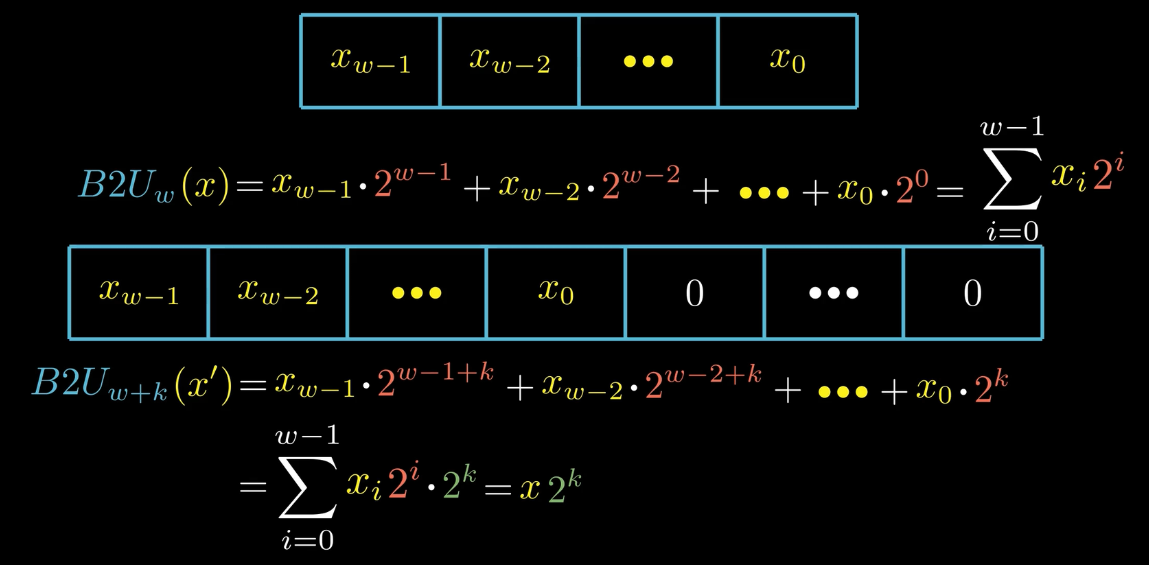 x_{w−1} x_{w−2} ••• x_0
B2U_w(x) = x_{w−1} · 2^{w−1} + x_{w−2} · 2^{w−2} + ••• + x_0 · 2^0 = \sum_{i=0}^{w−1} x_i 2^i
x_{w−1} x_{w−2} ••• x_0 0 ••• 0
B2U_{w+k}(x′) = x_{w−1} · 2^{w−1+k} + x_{w−2} · 2^{w−2+k} + ••• + x_0 · 2^k
= \sum_{i=0}^{w−1} x_i 2^i · 2^k = x 2^k